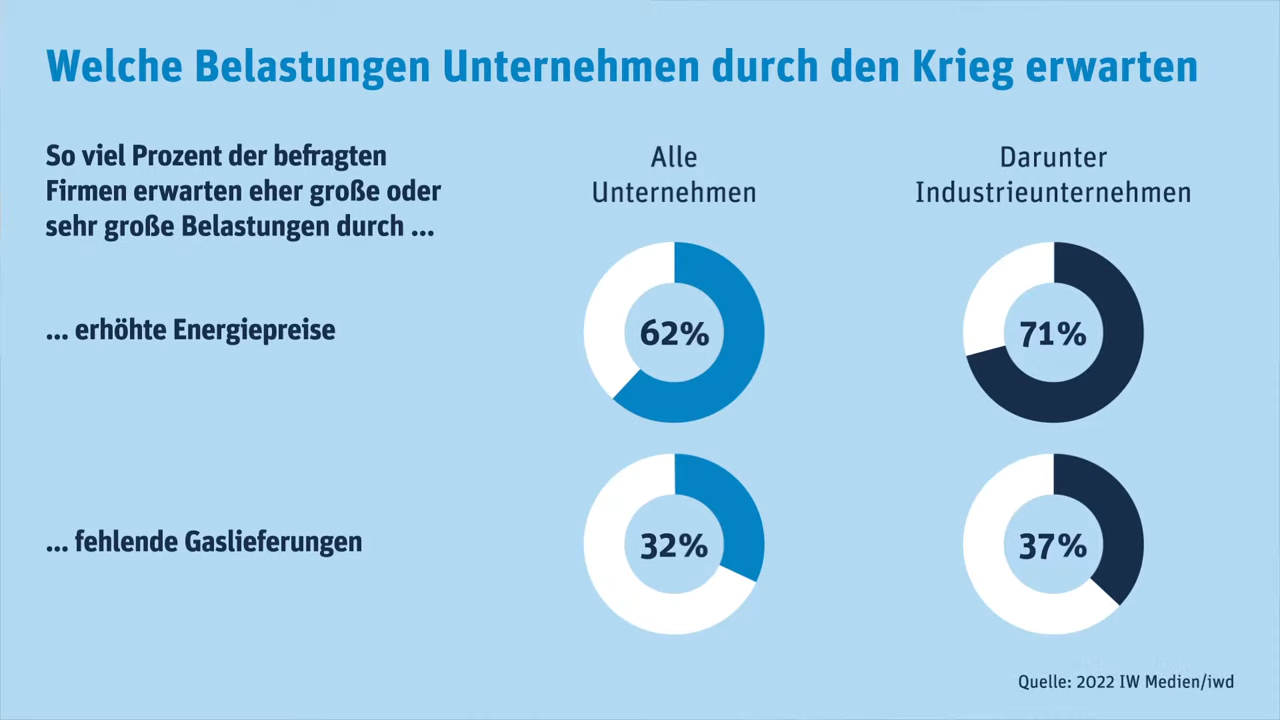 Welche Belastungen Unternehmen durch den Krieg erwarten
So viel Prozent der befragten
Firmen erwarten eher große oder
sehr große Belastungen durch ...
Alle
Unternehmen
Darunter
Industrieunternehmen
... erhöhte Energiepreise
62%
71%
... fehlende Gaslieferungen
32%
37%
Quelle: 2022 IW Medien/iwd